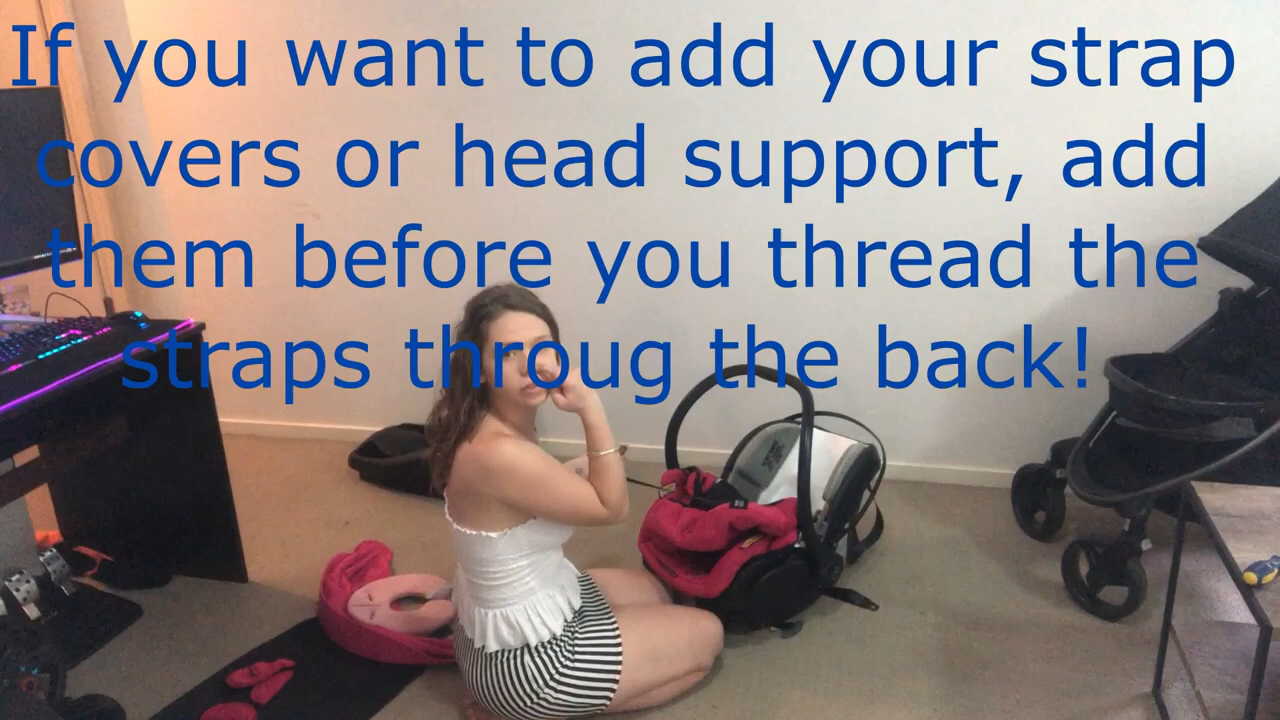 If you want to add your strap
covers or head support, add
them before you thread the
straps throug the back!